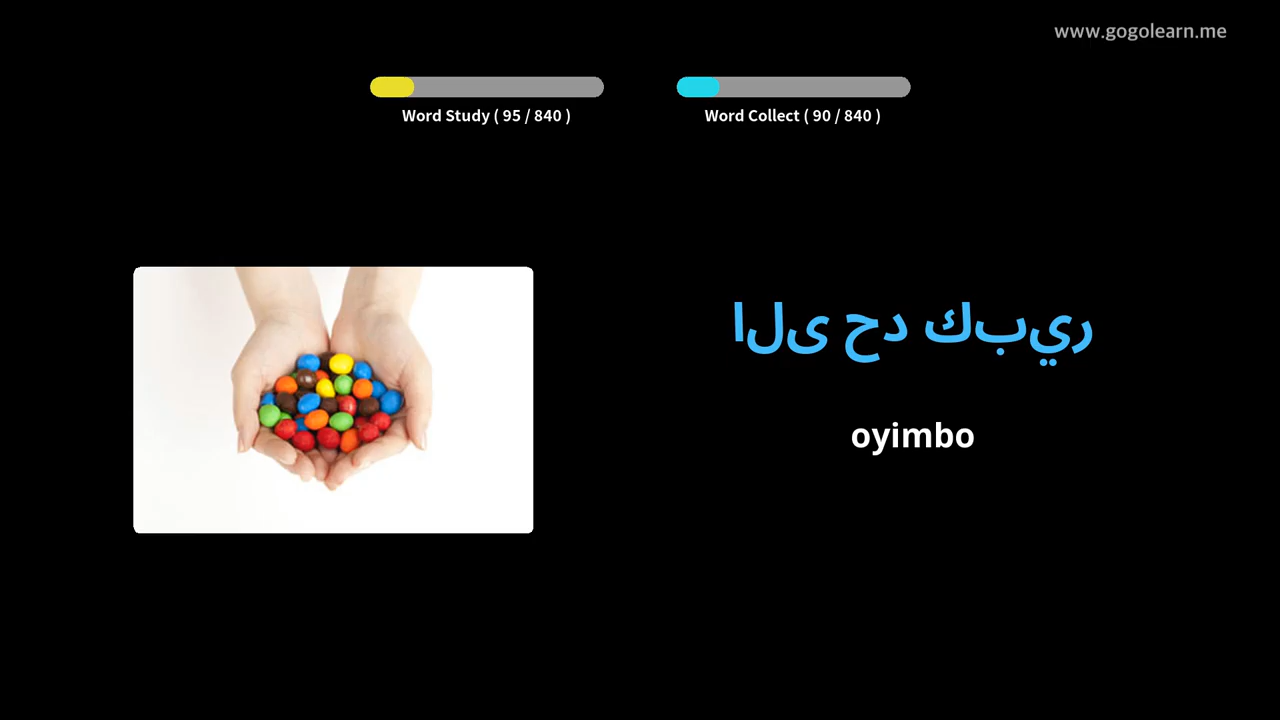 www.gogolearn.me
Word Study ( 95 / 840 )
Word Collect ( 90 / 840 )
الى حد كبير
oyimbo